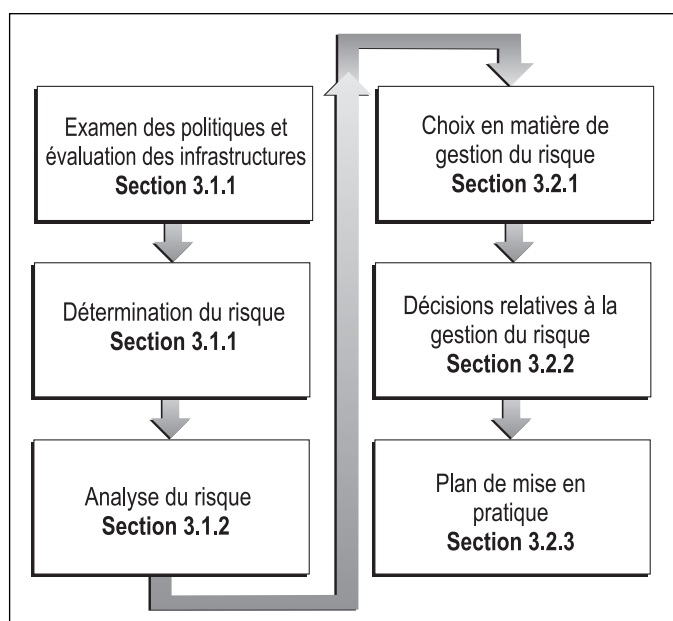 Examen des politiques et
évaluation des infrastructures
Section 3.1.1
Détermination du risque
Section 3.1.1
Analyse du risque
Section 3.1.2
Choix en matière de
gestion du risque
Section 3.2.1
Décisions relatives à la
gestion du risque
Section 3.2.2
Plan de mise en
pratique
Section 3.2.3